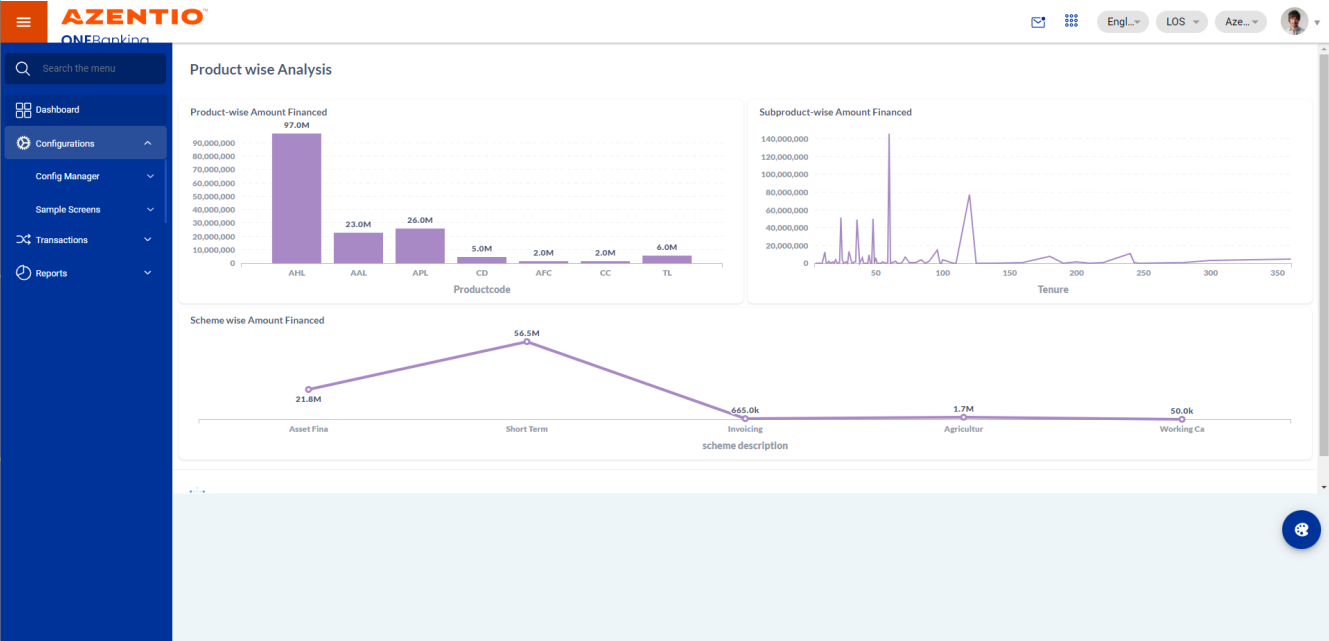 AZENTIO™
ONEBanking
Engl...
LOS
Aze...
Search the menu
Dashboard
Configurations
Config Manager
Sample Screens
Transactions
Reports
Product wise Analysis
Product-wise Amount Financed
97.0M
90,000,000
80,000,000
70,000,000
60,000,000
50,000,000
40,000,000
30,000,000
20,000,000
10,000,000
0
23.0M
26.0M
5.0M
2.0M
2.0M
6.0M
AHL AAL APL CD AFC CC TL
Productcode
Subproduct-wise Amount Financed
140,000,000
120,000,000
100,000,000
80,000,000
60,000,000
40,000,000
20,000,000
0
50 100 150 200 250 300 350
Tenure
Scheme wise Amount Financed
56.5M
21.8M
665.0k
1.7M
50.0k
Asset Fina Short Term Invoicing Agricultur Working Ca
scheme description